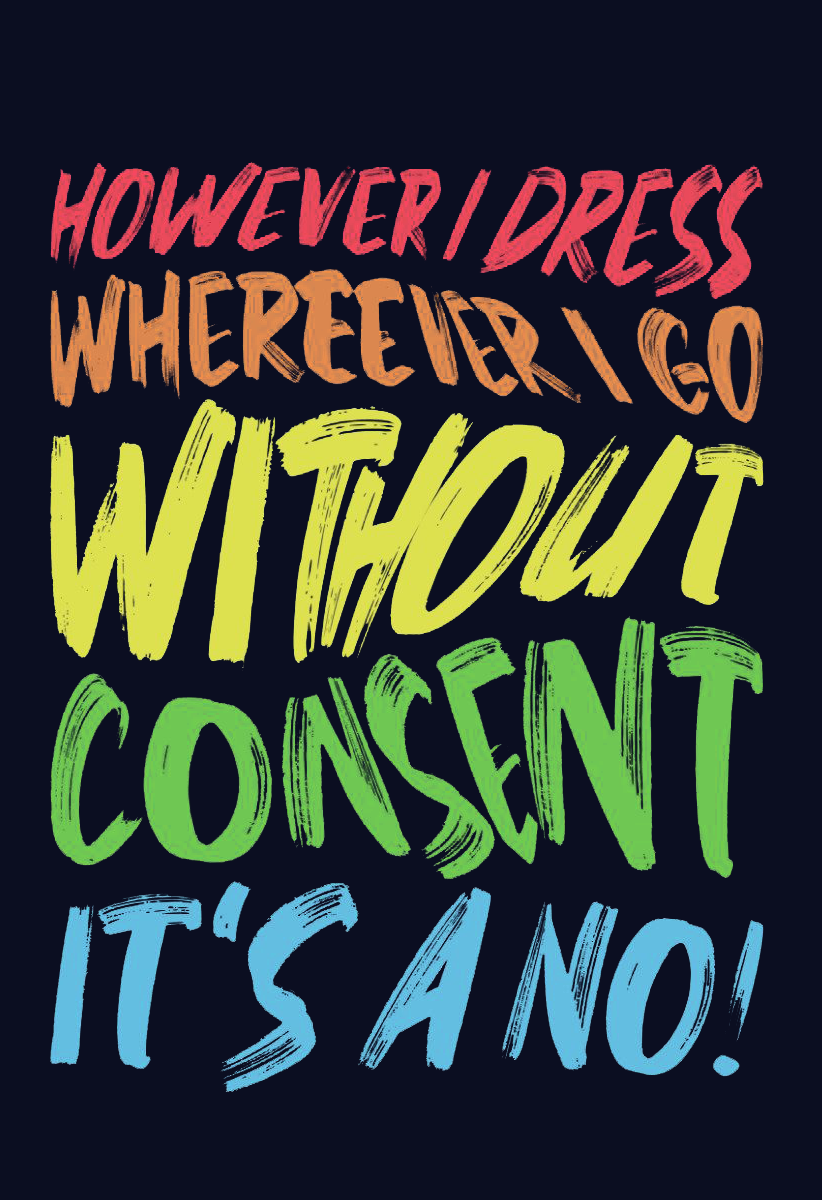 HOWEVER I DRESS
WHEREEVER I GO
WITHOUT
CONSENT
IT'S A NO!